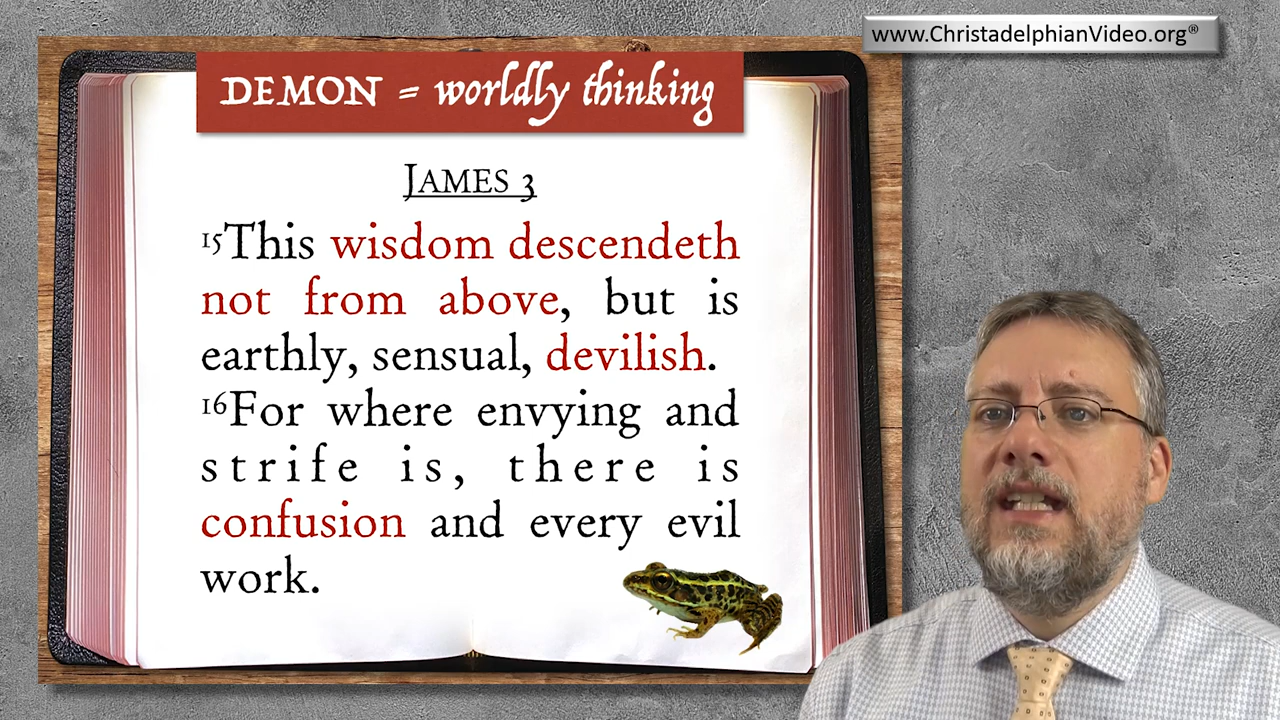 www.ChristadelphianVideo.org®
DEMON = worldly thinking
JAMES 3
15This wisdom descendeth
not from above, but is
earthly, sensual, devilish.
16For where envying and
strife is, there is
confusion and every evil
work.